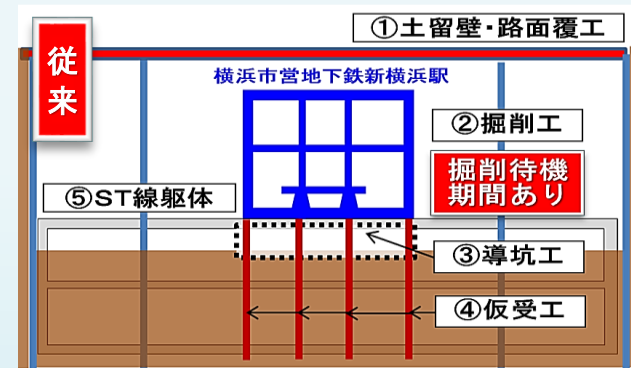 ①土留壁・路面覆工
従来
横浜市営地下鉄新横浜駅
②掘削工
掘削待機
期間あり
⑤ST線躯体
③導坑工
④仮受工